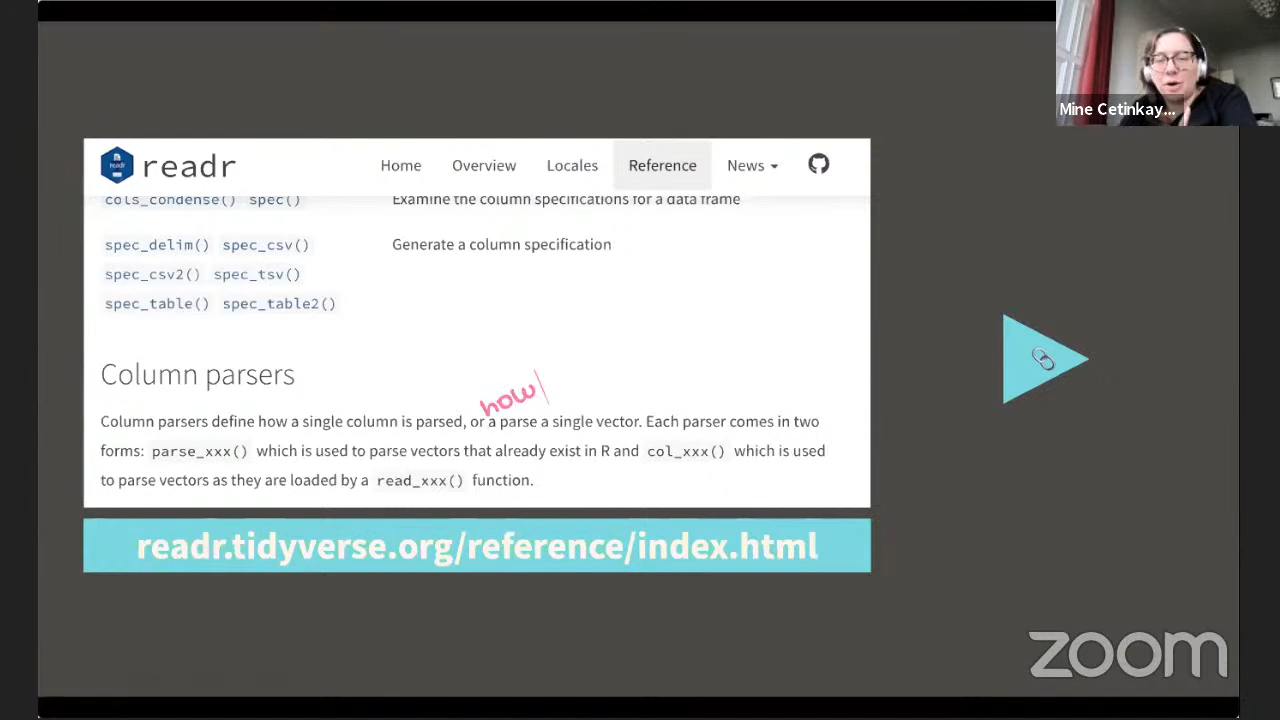 Mine Cetinkay...
readr
Home Overview Locales Reference News
cols_condense() spec() Examine the column specifications for a data frame
spec_delim() spec_csv() Generate a column specification
spec_csv2() spec_tsv()
spec_table() spec_table2()
Column parsers
how
Column parsers define how a single column is parsed, or a parse a single vector. Each parser comes in two
forms: parse_xxx() which is used to parse vectors that already exist in R and col_xxx() which is used
to parse vectors as they are loaded by a read_xxx() function.
readr.tidyverse.org/reference/index.html
zoom